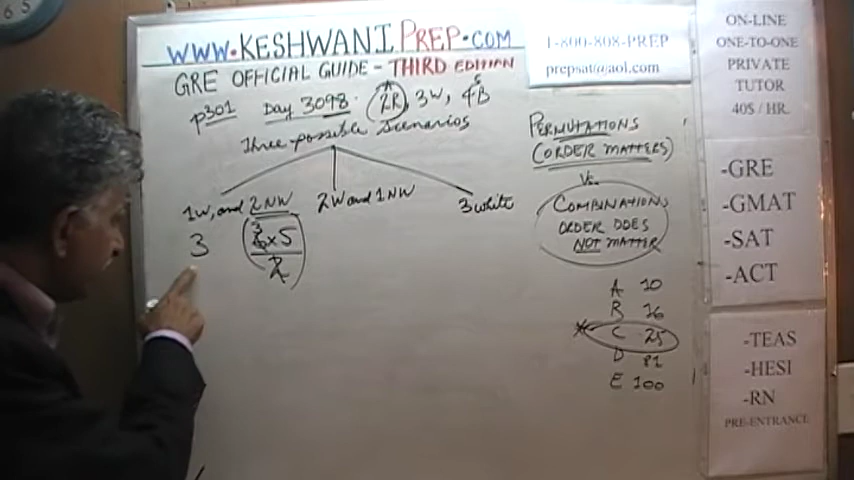 WWW.KESHWANIPREP.COM
GRE OFFICIAL GUIDE - THIRD EDITION
p301 Day 3098 2R, 3W, 4B
Three possible Scenarios
1W, and 2NW 2W and 1NW 3 white
3 6x5
3
2
1-800-808-PREP
prepsat@aol.com
PERMUTATIONS
(ORDER MATTERS)
Vs.
COMBINATIONS
ORDER DOES
NOT MATTER
A 10
B 16
C 25
D 81
E 100
ON-LINE
ONE-TO-ONE
PRIVATE
TUTOR
40$ / HR.
-GRE
-GMAT
-SAT
-ACT
-TEAS
-HESI
-RN
PRE-ENTRANCE
6 5